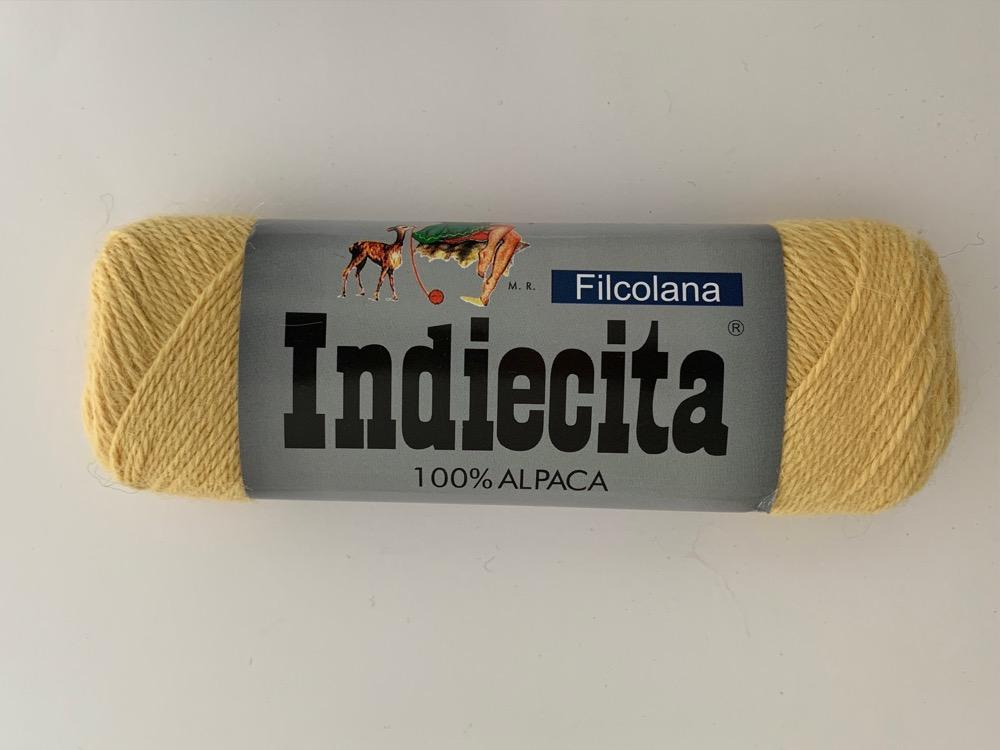 M. R.
Filcolana
Indiecita®
100% ALPACA